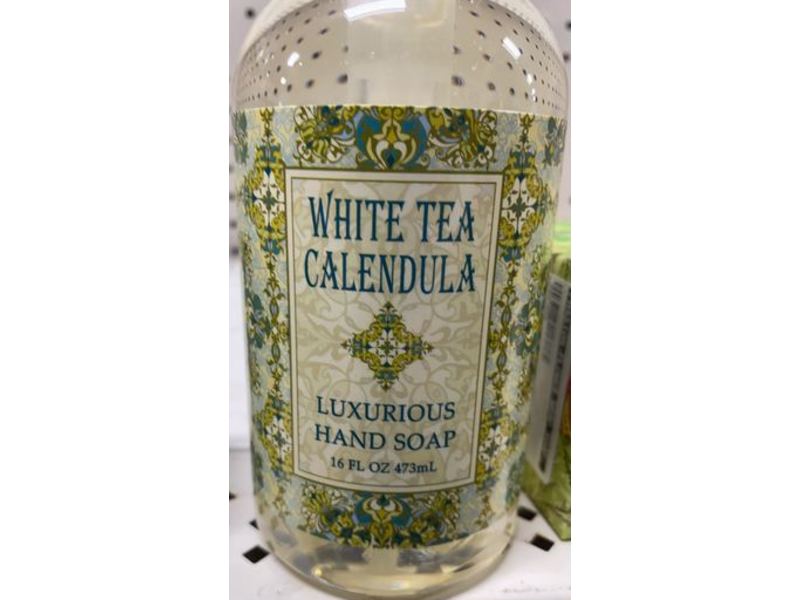 WHITE TEA
CALENDULA
LUXURIOUS
HAND SOAP
16 FL OZ 473mL